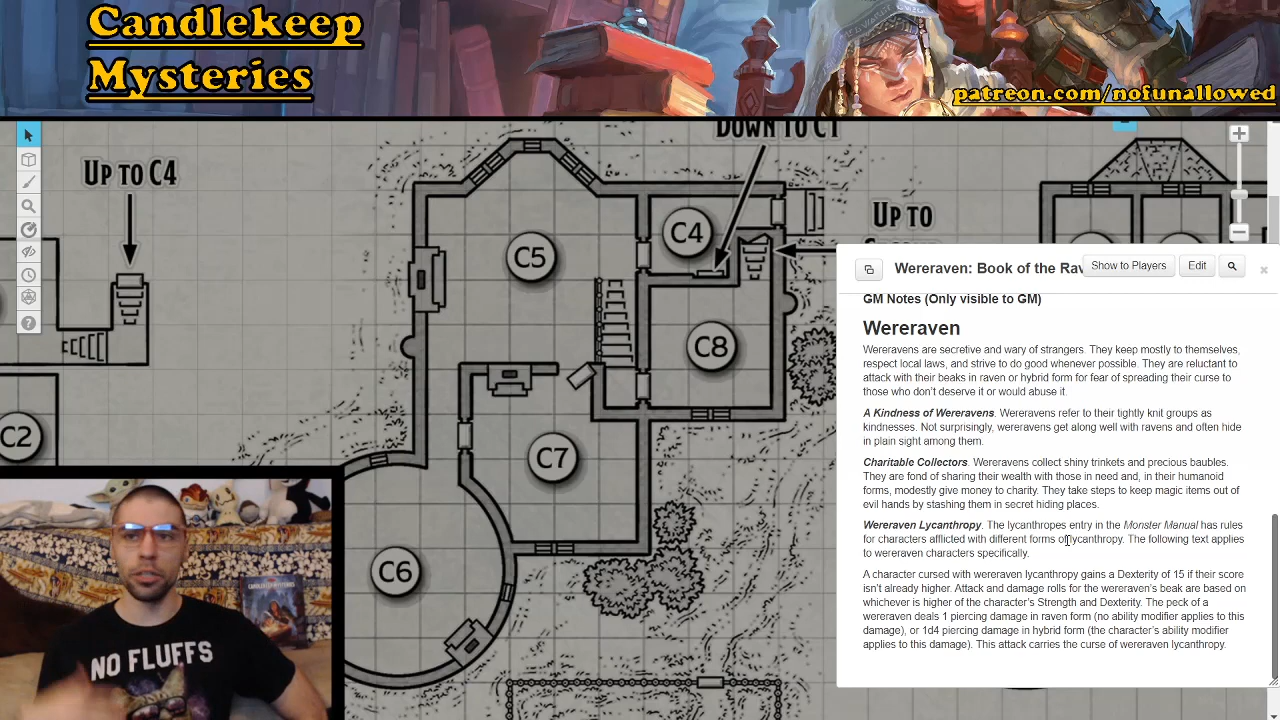 Candlekeep
Mysteries
patreon.com/nofunallowed
DOWN TO C1
UP TO C4
UP TO
C5
C4
C8
C7
C6
C2
Wereraven: Book of the Rav
Show to Players
Edit
GM Notes (Only visible to GM)
Wereraven
Wereravens are secretive and wary of strangers. They keep mostly to themselves,
respect local laws, and strive to do good whenever possible. They are reluctant to
attack with their beaks in raven or hybrid form for fear of spreading their curse to
those who don't deserve it or would abuse it.
A Kindness of Wereravens. Wereravens refer to their tightly knit groups as
kindnesses. Not surprisingly, wereravens get along well with ravens and often hide
in plain sight among them.
Charitable Collectors. Wereravens collect shiny trinkets and precious baubles.
They are fond of sharing their wealth with those in need and, in their humanoid
forms, modestly give money to charity. They take steps to keep magic items out of
evil hands by stashing them in secret hiding places.
Wereraven Lycanthropy. The lycanthropes entry in the Monster Manual has rules
for characters afflicted with different forms of lycanthropy. The following text applies
to wereraven characters specifically.
A character cursed with wereraven lycanthropy gains a Dexterity of 15 if their score
isn't already higher. Attack and damage rolls for the wereraven's beak are based on
whichever is higher of the character's Strength and Dexterity. The peck of a
wereraven deals 1 piercing damage in raven form (no ability modifier applies to this
damage), or 1d4 piercing damage in hybrid form (the character's ability modifier
applies to this damage). This attack carries the curse of wereraven lycanthropy.
NO FLUFFS